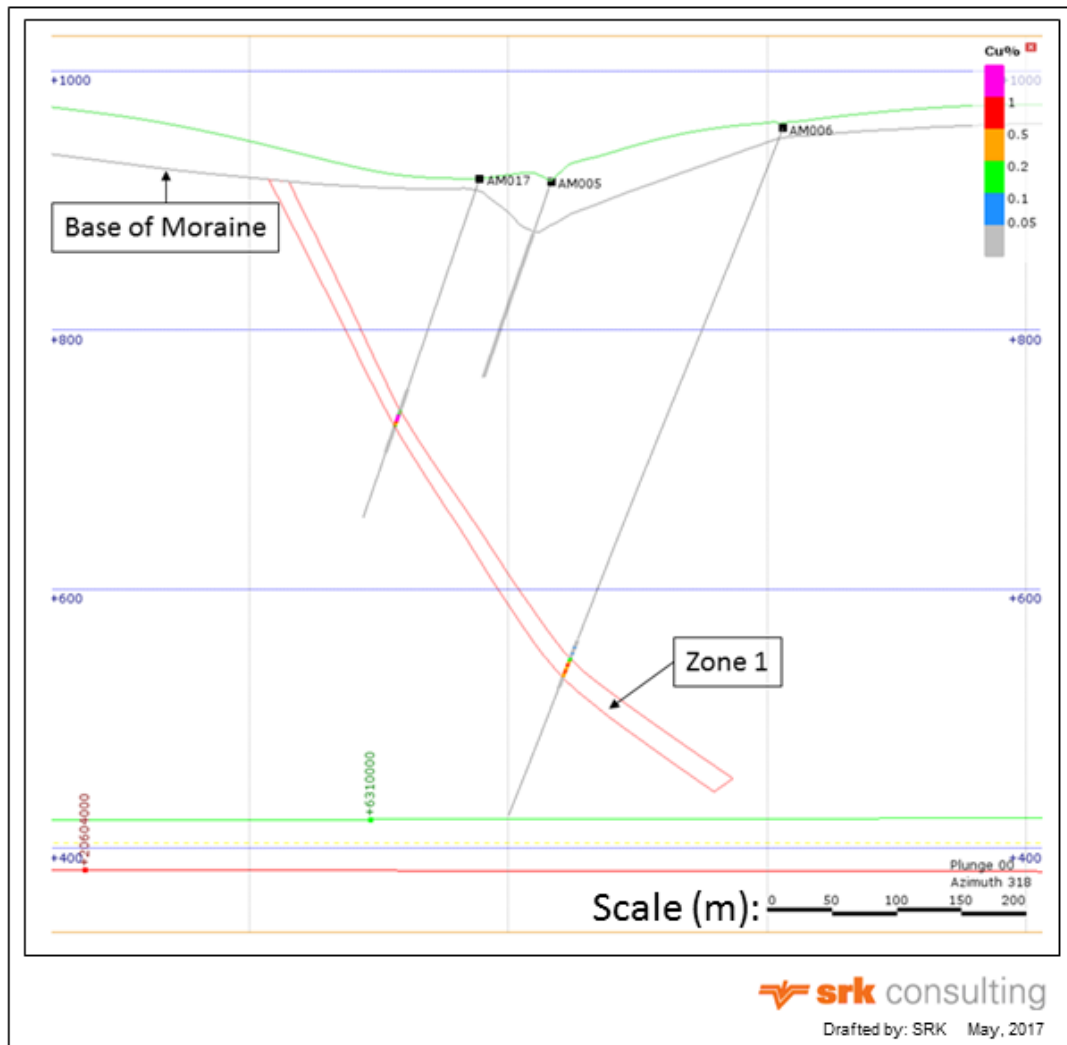 Cu%
+1000
+1000
1
0.5
0.2
0.1
0.05
AM006
AM017
AM005
Base of Moraine
+800
+800
+600
+600
Zone 1
+6310000
+20604000
+400
+400
Plunge 00
Azimuth 318
Scale (m):
0 50 100 150 200
srk consulting
Drafted by: SRK May, 2017